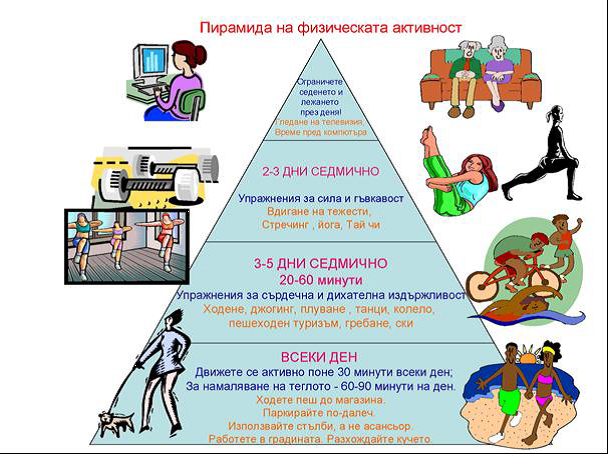 Пирамида на физическата активност
Ограничете
седенето и
лежането
през деня!
Гледане на телевизия,
Време пред компютъра
2-3 ДНИ СЕДМИЧНО
Упражнения за сила и гъвкавост
Вдигане на тежести,
Стречинг , йога, Тай чи
3-5 ДНИ СЕДМИЧНО
20-60 минути
Упражнения за сърдечна и дихателна издържливост
Ходене, джогинг, плуване , танци, колело,
пешеходен туризъм, гребане, ски
ВСЕКИ ДЕН
Движете се активно поне 30 минути всеки ден;
За намаляване на теглото - 60-90 минути на ден.
Ходете пеш до магазина.
Паркирайте по-далеч.
Използвайте стълби, а не асансьор.
Работете в градината. Разхождайте кучето.